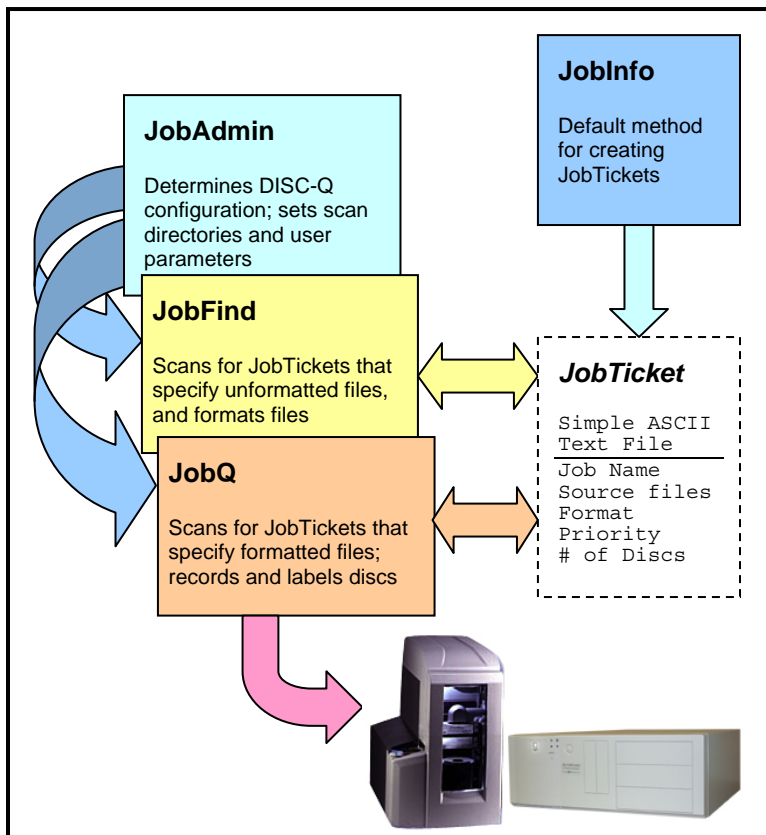 JobInfo
Default method
for creating
JobTickets
JobAdmin
Determines DISC-Q
configuration; sets scan
directories and user
parameters
JobFind
Scans for JobTickets that
specify unformatted files,
and formats files
JobTicket
Simple ASCII
Text File
Job Name
Source files
Format
Priority
# of Discs
JobQ
Scans for JobTickets that
specify formatted files;
records and labels discs